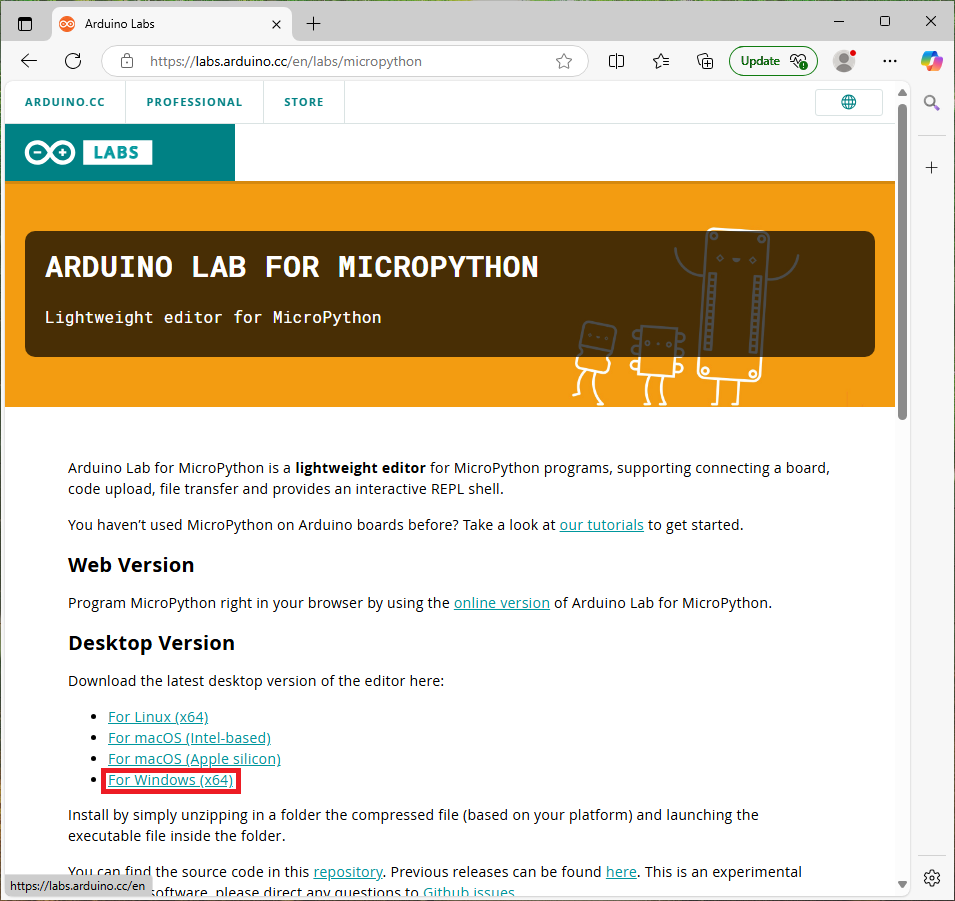 Arduino Labs
https://labs.arduino.cc/en/labs/micropython
Update
ARDUINO.CC
PROFESSIONAL
STORE
LABS
ARDUINO LAB FOR MICROPYTHON
Lightweight editor for MicroPython
Arduino Lab for MicroPython is a lightweight editor for MicroPython programs, supporting connecting a board,
code upload, file transfer and provides an interactive REPL shell.
You haven’t used MicroPython on Arduino boards before? Take a look at our tutorials to get started.
Web Version
Program MicroPython right in your browser by using the online version of Arduino Lab for MicroPython.
Desktop Version
Download the latest desktop version of the editor here:
For Linux (x64)
For macOS (Intel-based)
For macOS (Apple silicon)
For Windows (x64)
Install by simply unzipping in a folder the compressed file (based on your platform) and launching the
executable file inside the folder.
You can find the source code in this repository. Previous releases can be found here. This is an experimental
software, please direct any questions to Github issues.
https://labs.arduino.cc/en